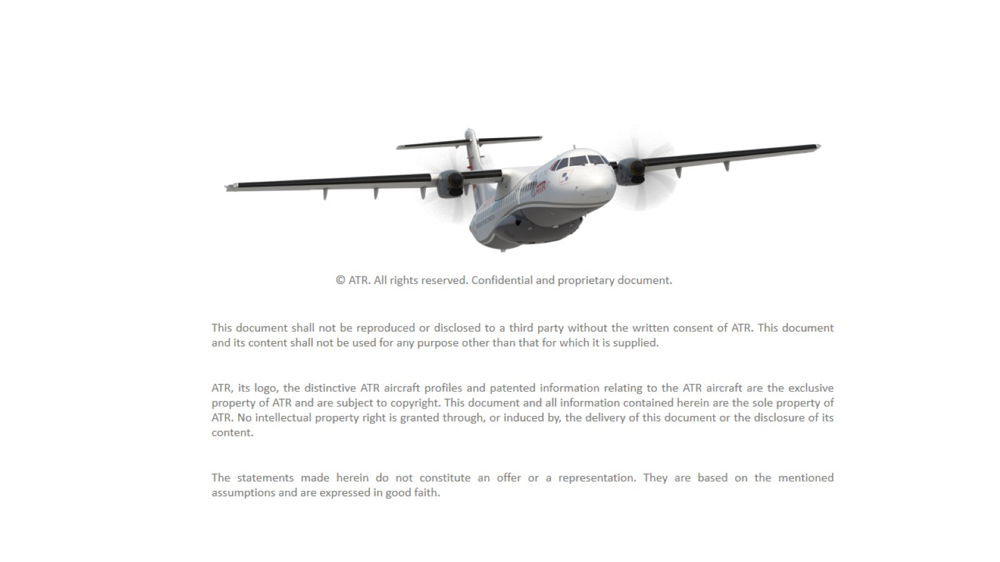 ATR
© ATR. All rights reserved. Confidential and proprietary document.
This document shall not be reproduced or disclosed to a third party without the written consent of ATR. This document
and its content shall not be used for any purpose other than that for which it is supplied.
ATR, its logo, the distinctive ATR aircraft profiles and patented information relating to the ATR aircraft are the exclusive
property of ATR and are subject to copyright. This document and all information contained herein are the sole property of
ATR. No intellectual property right is granted through, or induced by, the delivery of this document or the disclosure of its
content.
The statements made herein do not constitute an offer or a representation. They are based on the mentioned
assumptions and are expressed in good faith.